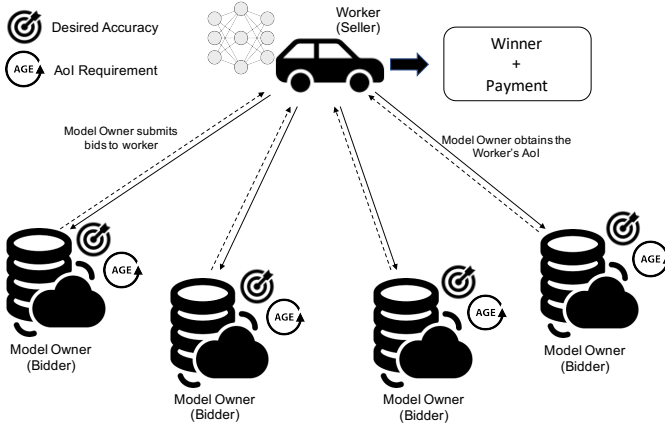 Desired Accuracy
AGE
AoI Requirement
Worker
(Seller)
Winner
+
Payment
Model Owner submits
bids to worker
Model Owner obtains the
Worker's AoI
AGE
Model Owner
(Bidder)
AGE
Model Owner
(Bidder)
AGE
Model Owner
(Bidder)
AGE
Model Owner
(Bidder)